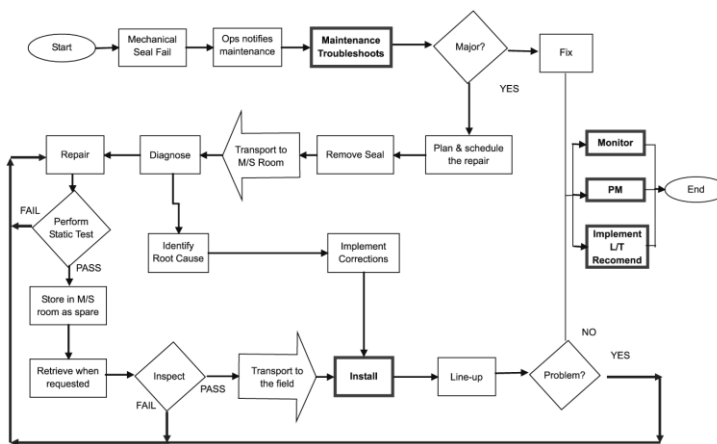 Start
Mechanical
Seal Fail
Ops notifies
maintenance
Maintenance
Troubleshoots
Major?
Fix
YES
Repair
Diagnose
Transport to
M/S Room
Remove Seal
Plan & schedule
the repair
Monitor
PM
End
Implement
L/T
Recomend
FAIL
Perform
Static Test
PASS
Identify
Root Cause
Implement
Corrections
Store in M/S
room as spare
Retrieve when
requested
Inspect
PASS
FAIL
Transport to
the field
Install
Line-up
Problem?
NO
YES